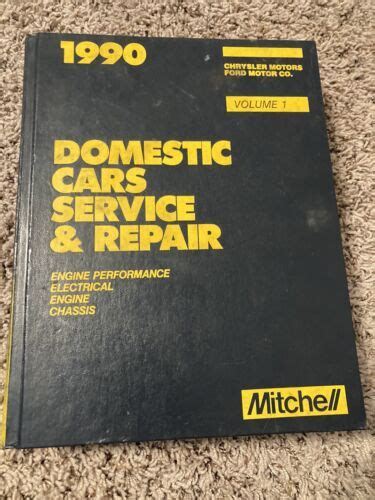 1990
CHRYSLER MOTORS
FORD MOTOR CO.
VOLUME 1
DOMESTIC
CARS
SERVICE
& REPAIR
ENGINE PERFORMANCE
ELECTRICAL
ENGINE
CHASSIS
Mitchell